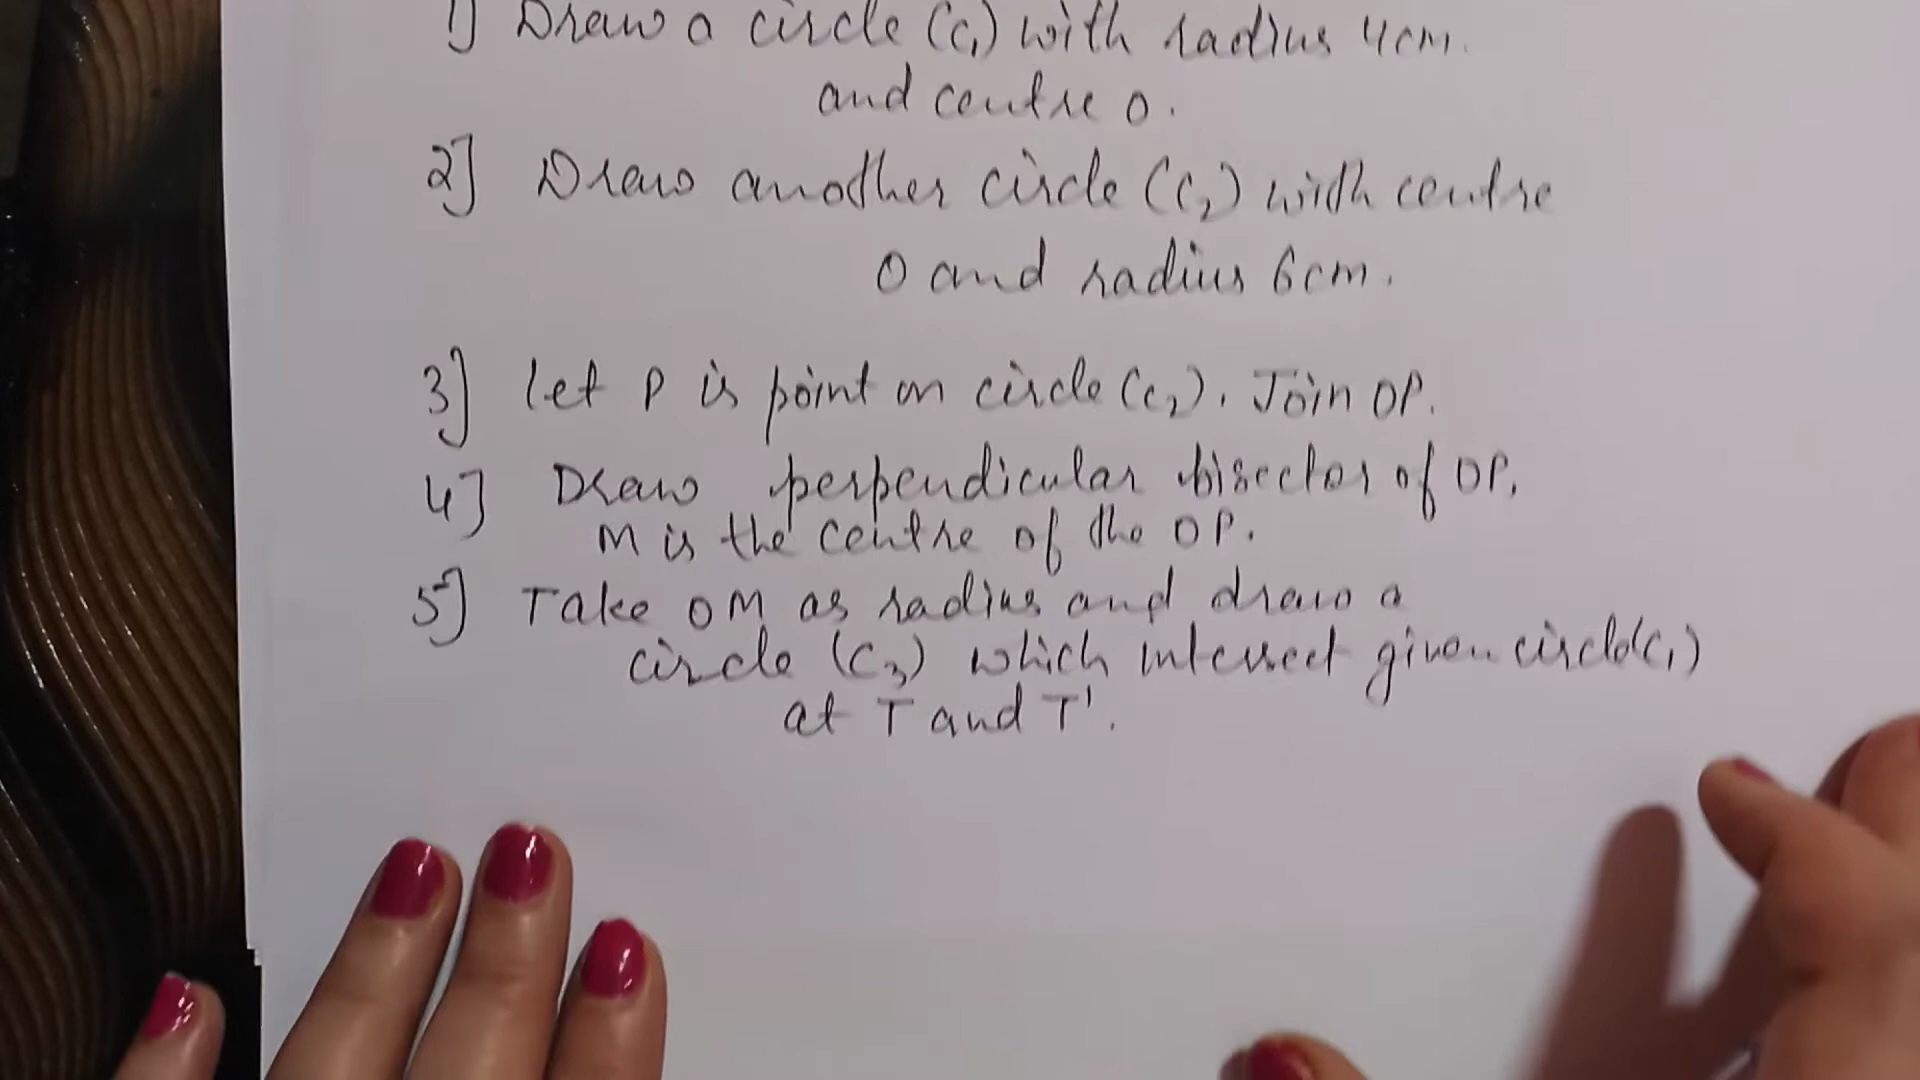 1] Draw a circle (C₁) with radius 4cm.
and centre O.
2] Draw another circle (C₂) with centre
O and radius 6cm.
3] Let P is point on circle (C₂). Join OP.
4] Draw perpendicular bisector of OP.
M is the centre of the OP.
5] Take OM as radius and draw a
circle (C₃) which intersect given circle(C₁)
at T and T'.